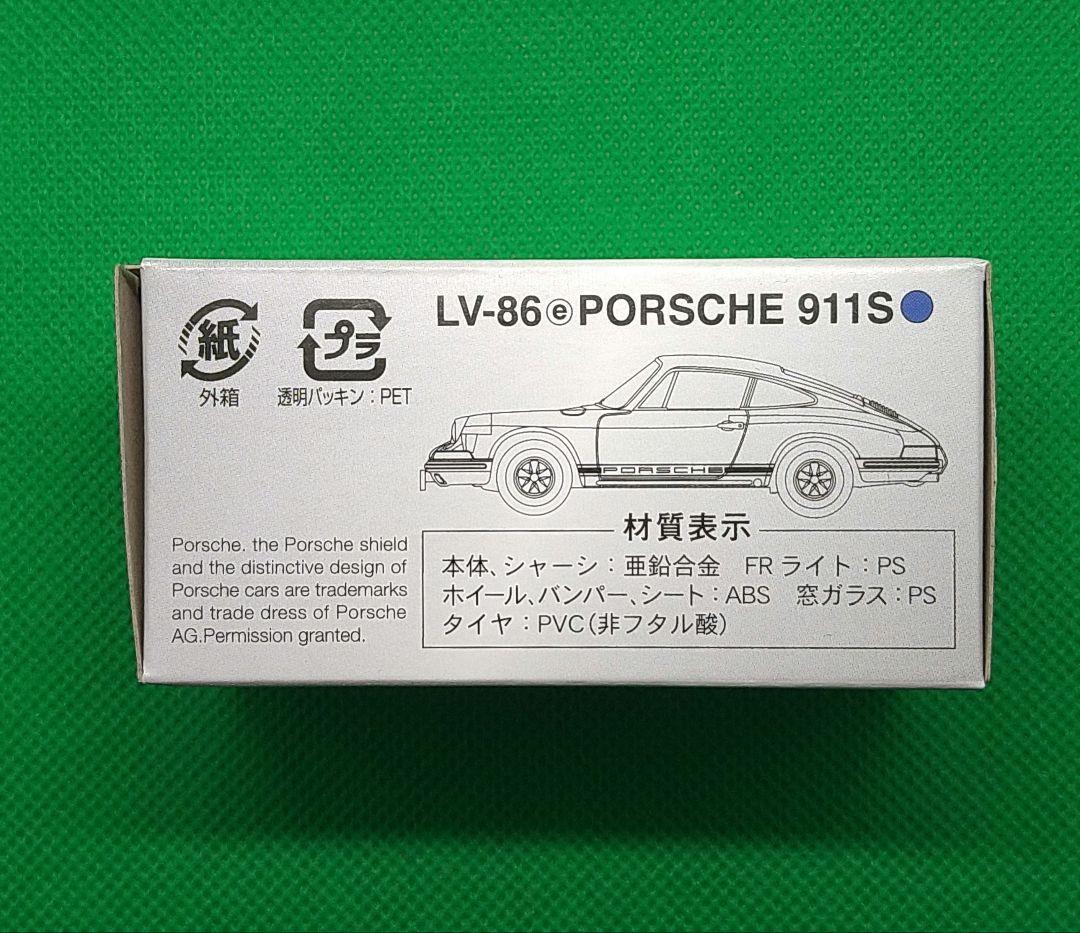 LV-86ⓔPORSCHE 911S
紙
プラ
外箱
透明パッキン：PET
PORSCHE
Porsche. the Porsche shield
and the distinctive design of
Porsche cars are trademarks
and trade dress of Porsche
AG.Permission granted.
材質表示
本体、シャーシ：亜鉛合金　FRライト：PS
ホイール、バンパー、シート：ABS　窓ガラス：PS
タイヤ：PVC（非フタル酸）